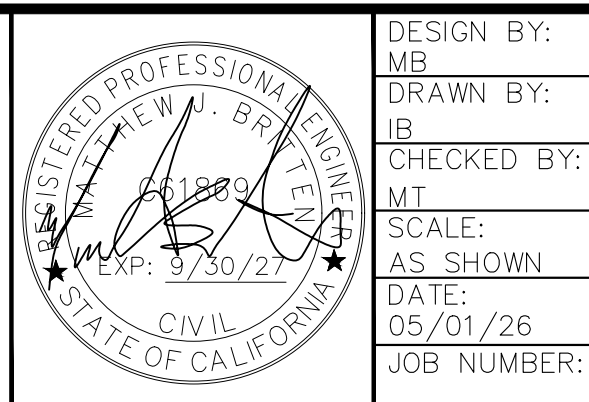 REGISTERED PROFESSIONAL ENGINEER
MATTHEW J. BRITTEN
C61869
EXP: 9/30/27
CIVIL
STATE OF CALIFORNIA
DESIGN BY:
MB
DRAWN BY:
IB
CHECKED BY:
MT
SCALE:
AS SHOWN
DATE:
05/01/26
JOB NUMBER: